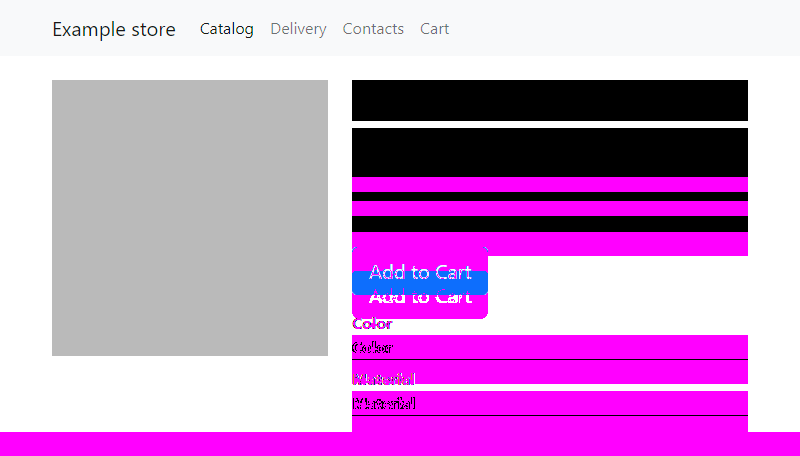 Example store Catalog Delivery Contacts Cart
Add to Cart
Add to Cart
Color
Color
Material
Material